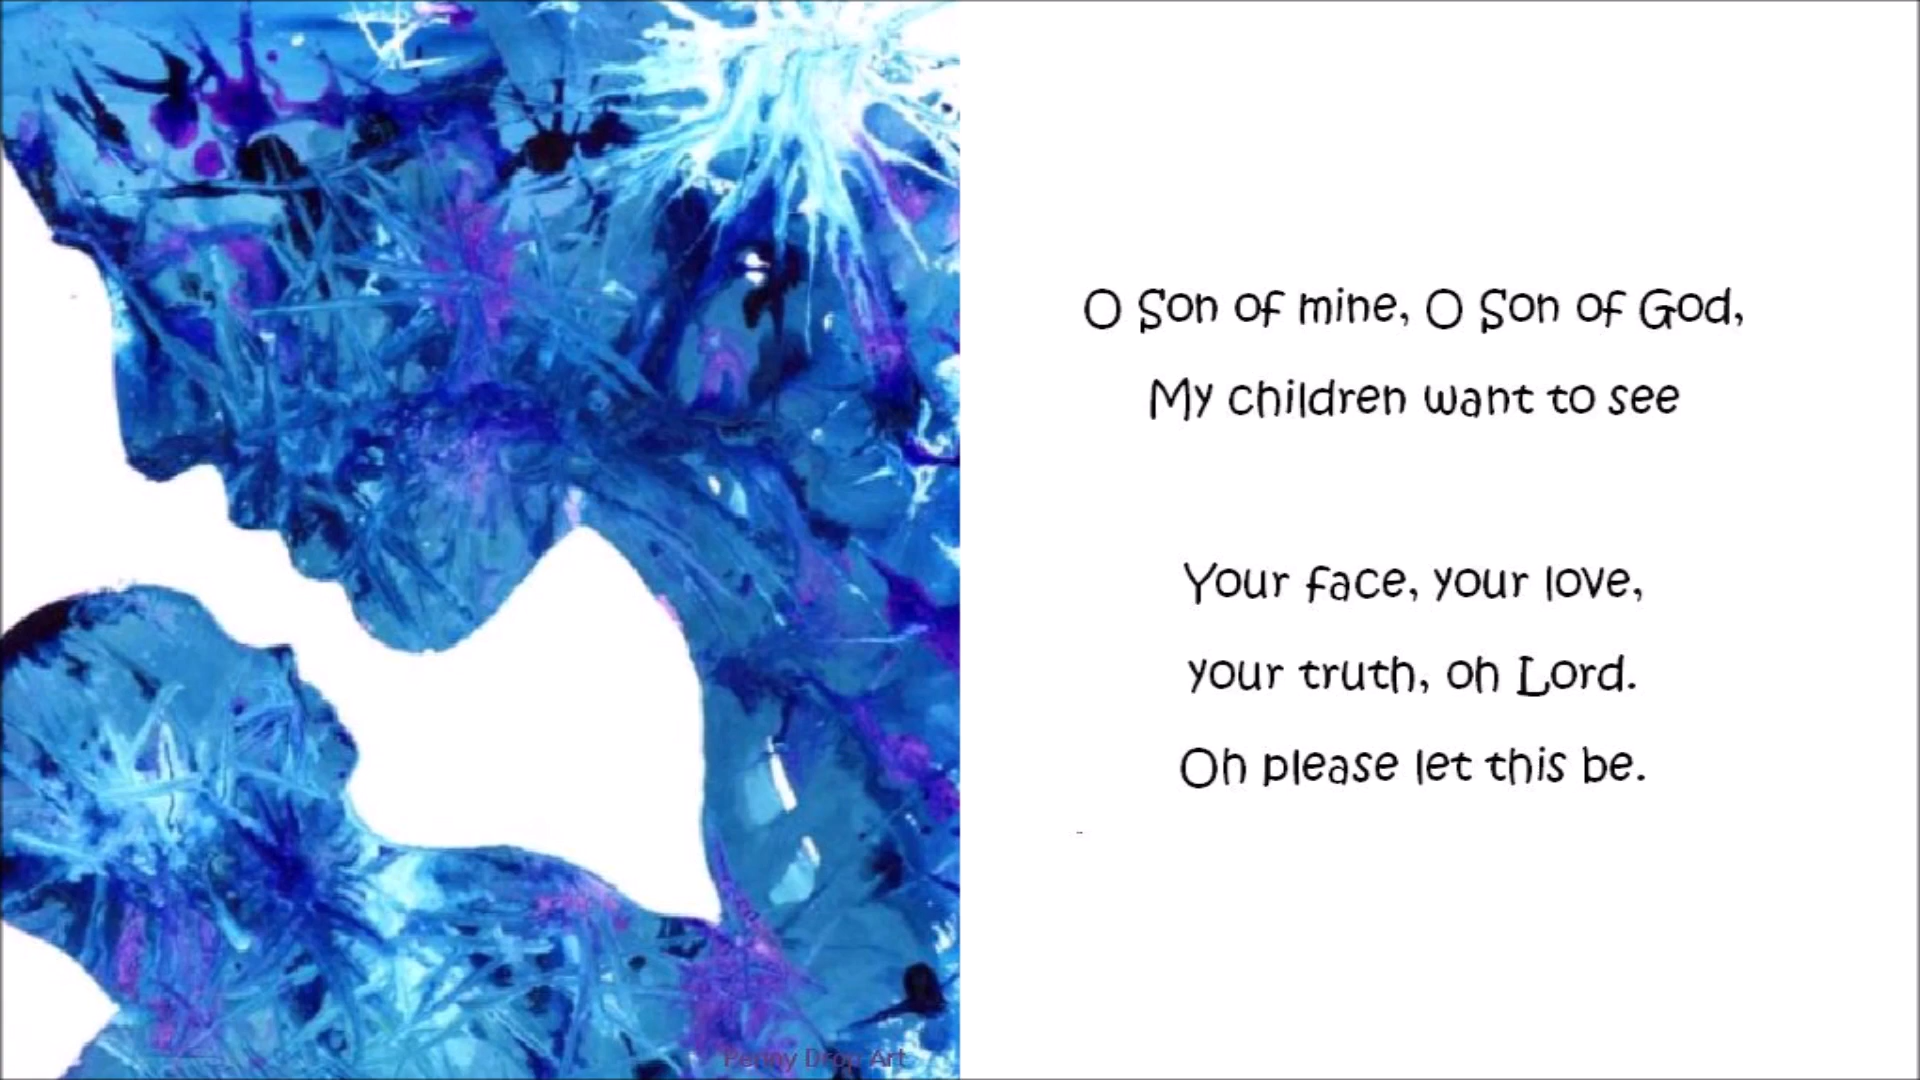 O Son of mine, O Son of God,
My children want to see
Your face, your love,
your truth, oh Lord.
Oh please let this be.
Penny Drop Art